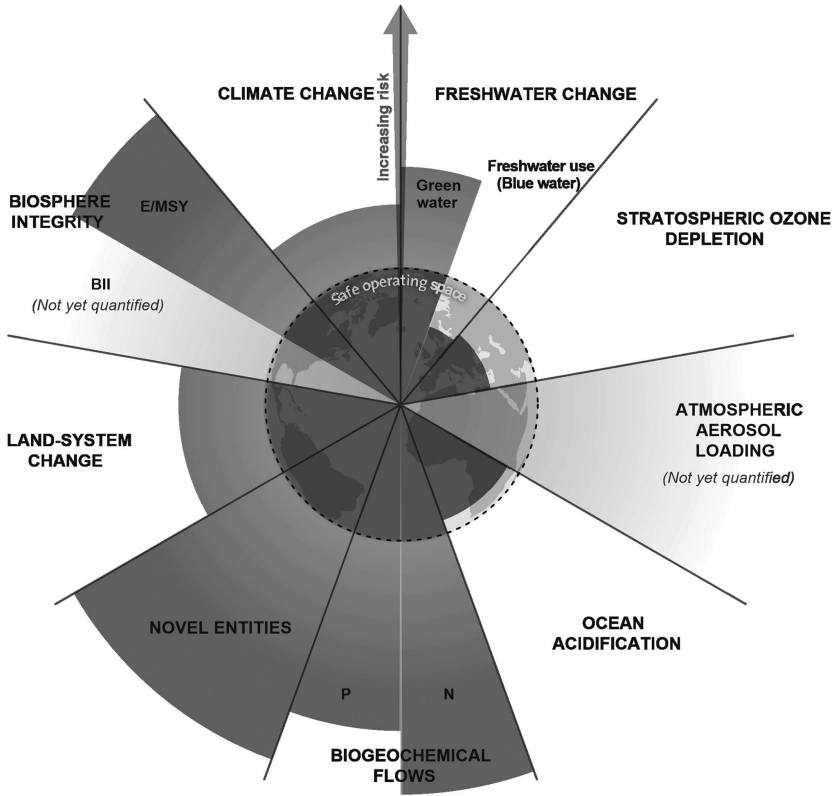 CLIMATE CHANGE
Increasing risk
FRESHWATER CHANGE
Green
water
Freshwater use
(Blue water)
STRATOSPHERIC OZONE
DEPLETION
BIOSPHERE
INTEGRITY
E/MSY
BII
(Not yet quantified)
Safe operating space
ATMOSPHERIC
AEROSOL
LOADING
(Not yet quantified)
LAND-SYSTEM
CHANGE
NOVEL ENTITIES
OCEAN
ACIDIFICATION
P
N
BIOGEOCHEMICAL
FLOWS